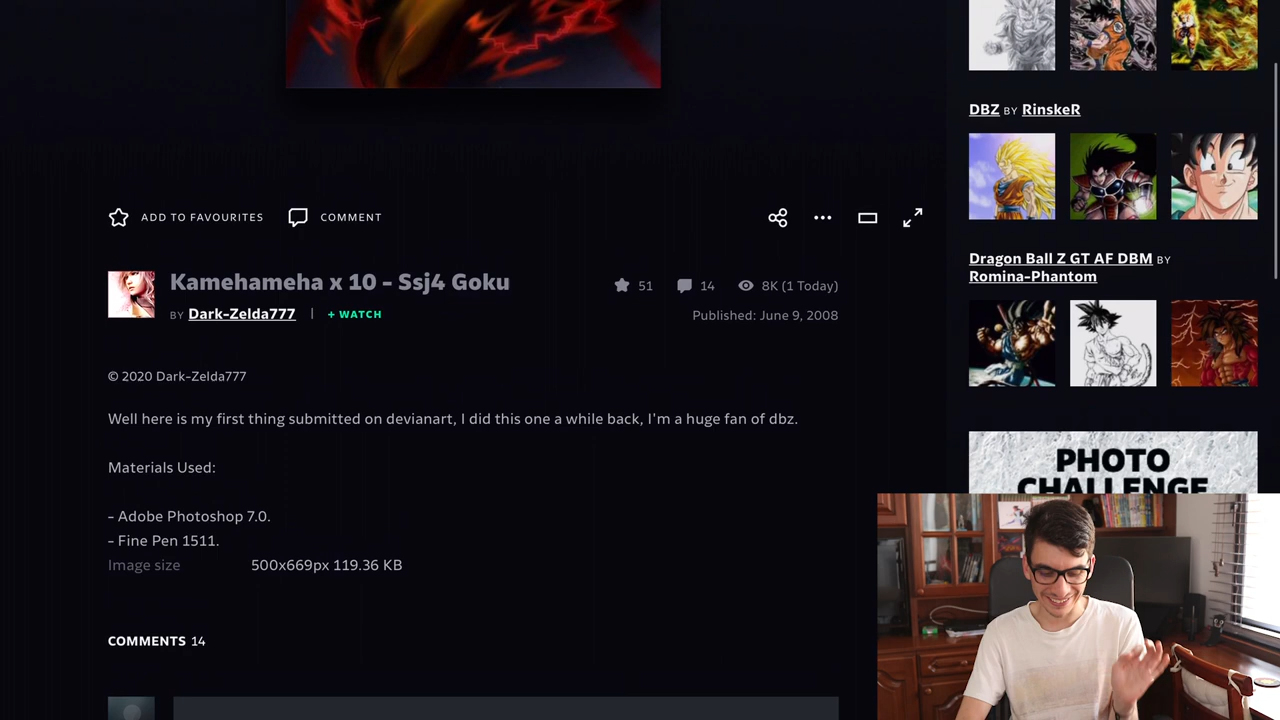 ADD TO FAVOURITES
COMMENT
Kamehameha x 10 - Ssj4 Goku
BY Dark-Zelda777 | + WATCH
51 14 8K (1 Today)
Published: June 9, 2008
© 2020 Dark-Zelda777
Well here is my first thing submitted on devianart, I did this one a while back, I'm a huge fan of dbz.
Materials Used:
- Adobe Photoshop 7.0.
- Fine Pen 1511.
Image size 500x669px 119.36 KB
COMMENTS 14
DBZ BY RinskeR
Dragon Ball Z GT AF DBM BY
Romina-Phantom
PHOTO
CHALLENGE